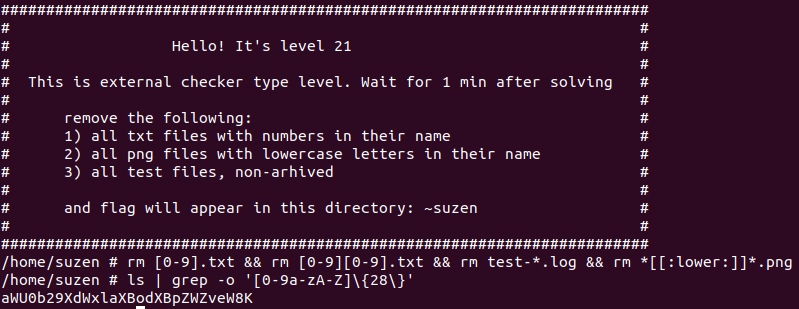 ########################################################################
#                                                                      #
#                  Hello! It's level 21                                #
#                                                                      #
#  This is external checker type level. Wait for 1 min after solving   #
#                                                                      #
#      remove the following:                                           #
#      1) all txt files with numbers in their name                     #
#      2) all png files with lowercase letters in their name           #
#      3) all test files, non-arhived                                  #
#                                                                      #
#      and flag will appear in this directory: ~suzen                  #
#                                                                      #
########################################################################
/home/suzen # rm [0-9].txt && rm [0-9][0-9].txt && rm test-*.log && rm *[[:lower:]]*.png
/home/suzen # ls | grep -o '[0-9a-zA-Z]\{28\}'
aWU0b29XdWxlaXBodXBpZWZveW8K